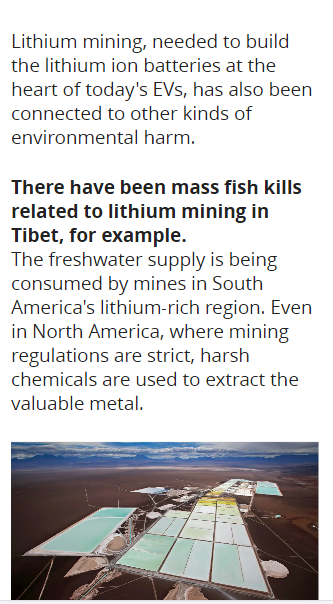 Lithium mining, needed to build
the lithium ion batteries at the
heart of today's EVs, has also been
connected to other kinds of
environmental harm.
There have been mass fish kills
related to lithium mining in
Tibet, for example.
The freshwater supply is being
consumed by mines in South
America's lithium-rich region. Even
in North America, where mining
regulations are strict, harsh
chemicals are used to extract the
valuable metal.